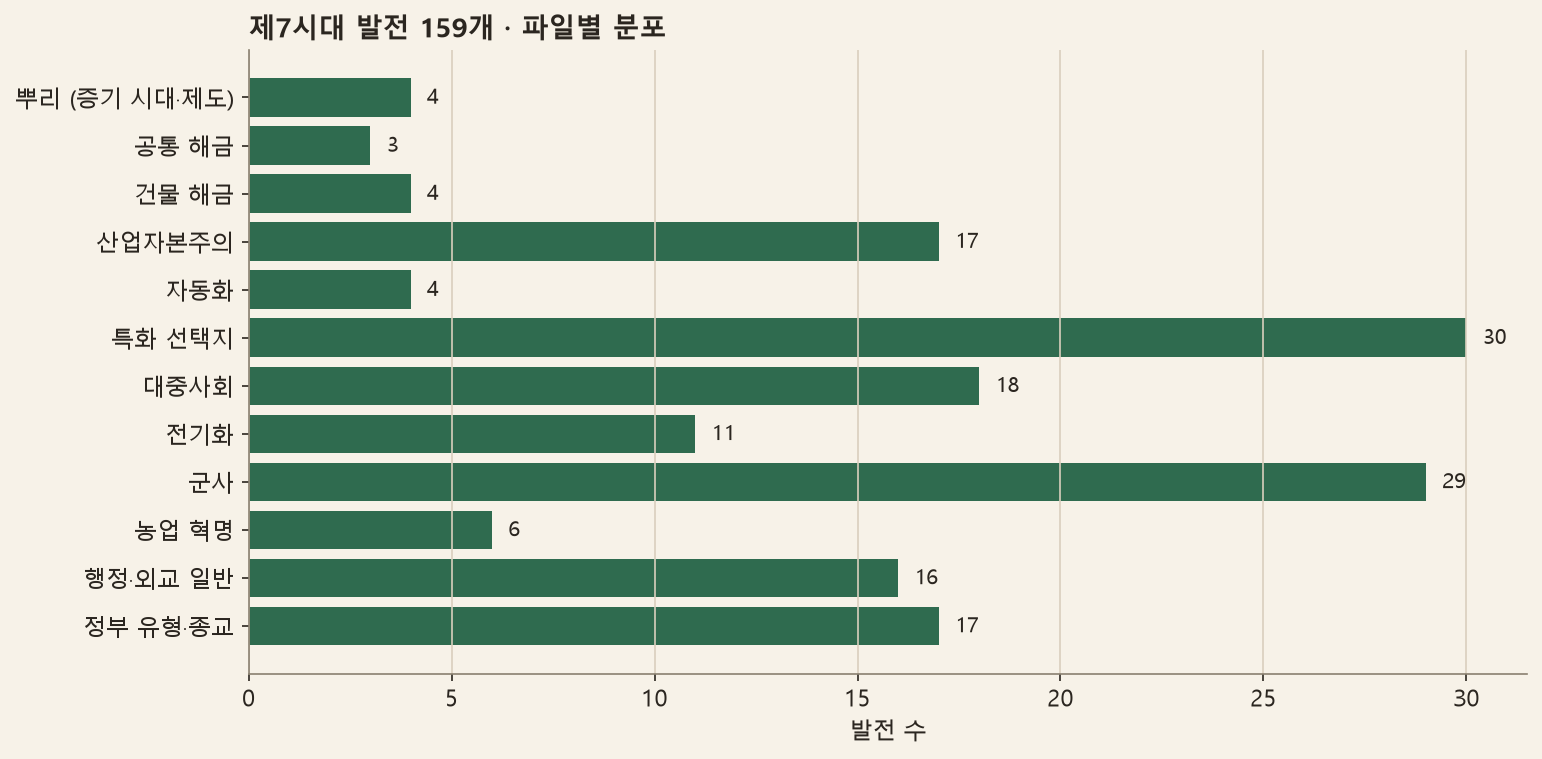 제7시대 발전 159개 · 파일별 분포
뿌리 (증기 시대·제도) 4
공통 해금 3
건물 해금 4
산업자본주의 17
자동화 4
특화 선택지 30
대중사회 18
전기화 11
군사 29
농업 혁명 6
행정·외교 일반 16
정부 유형·종교 17
0 5 10 15 20 25 30
발전 수